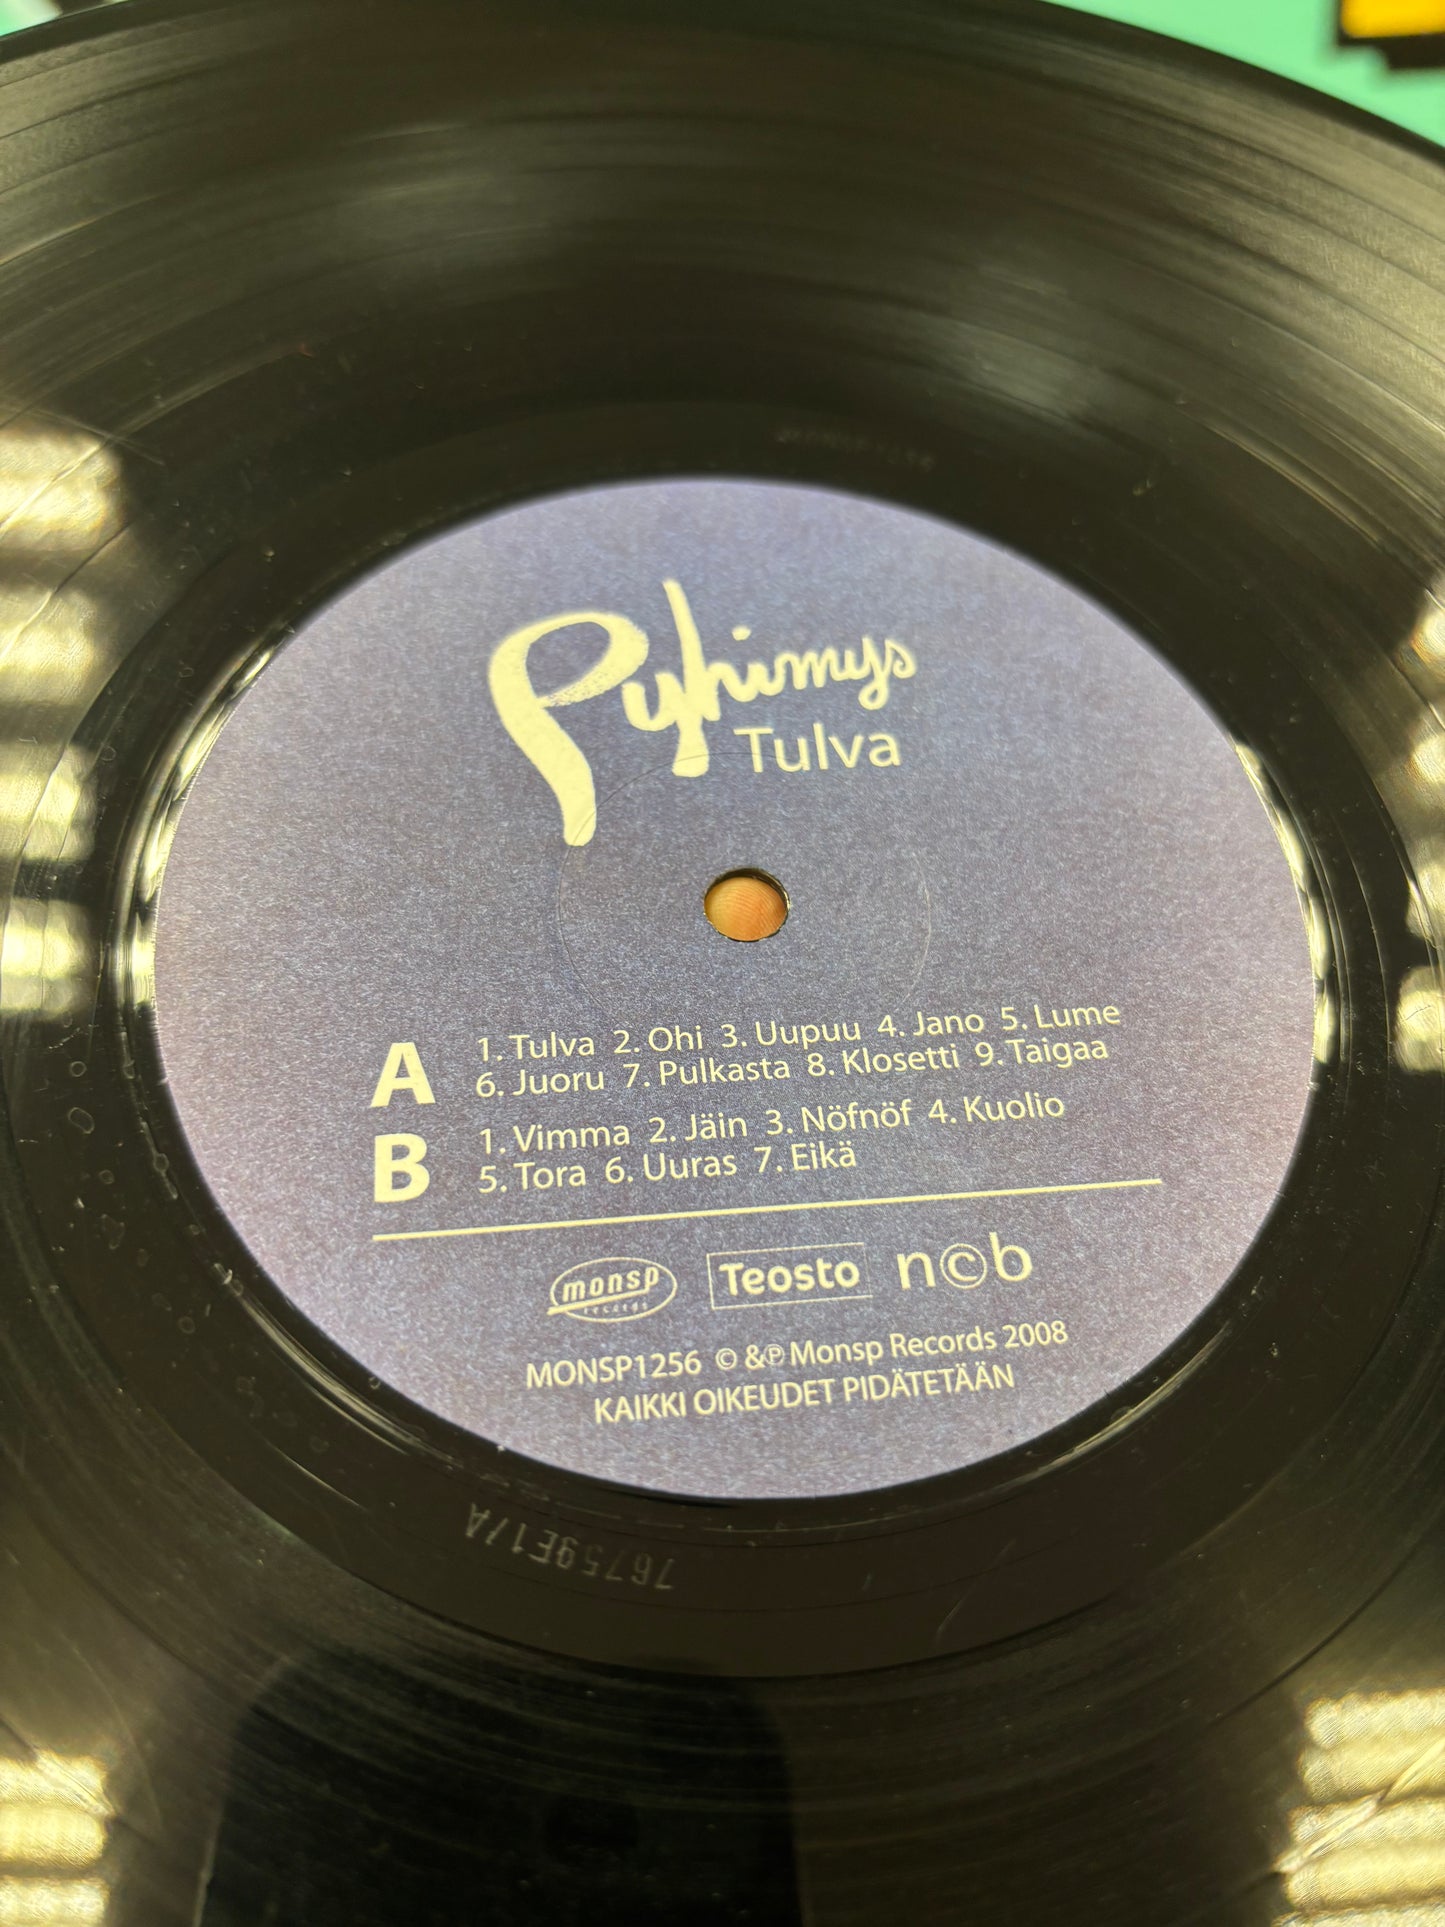 Pyhimys
Tulva
A
1. Tulva 2. Ohi 3. Uupuu 4. Jano 5. Lume
6. Juoru 7. Pulkasta 8. Klosetti 9. Taigaa
B
1. Vimma 2. Jäin 3. Nöfnöf 4. Kuolio
5. Tora 6. Uuras 7. Eikä
monsp
records
Teosto
n©b
MONSP1256 © &℗ Monsp Records 2008
KAIKKI OIKEUDET PIDÄTETÄÄN
76759E1/A